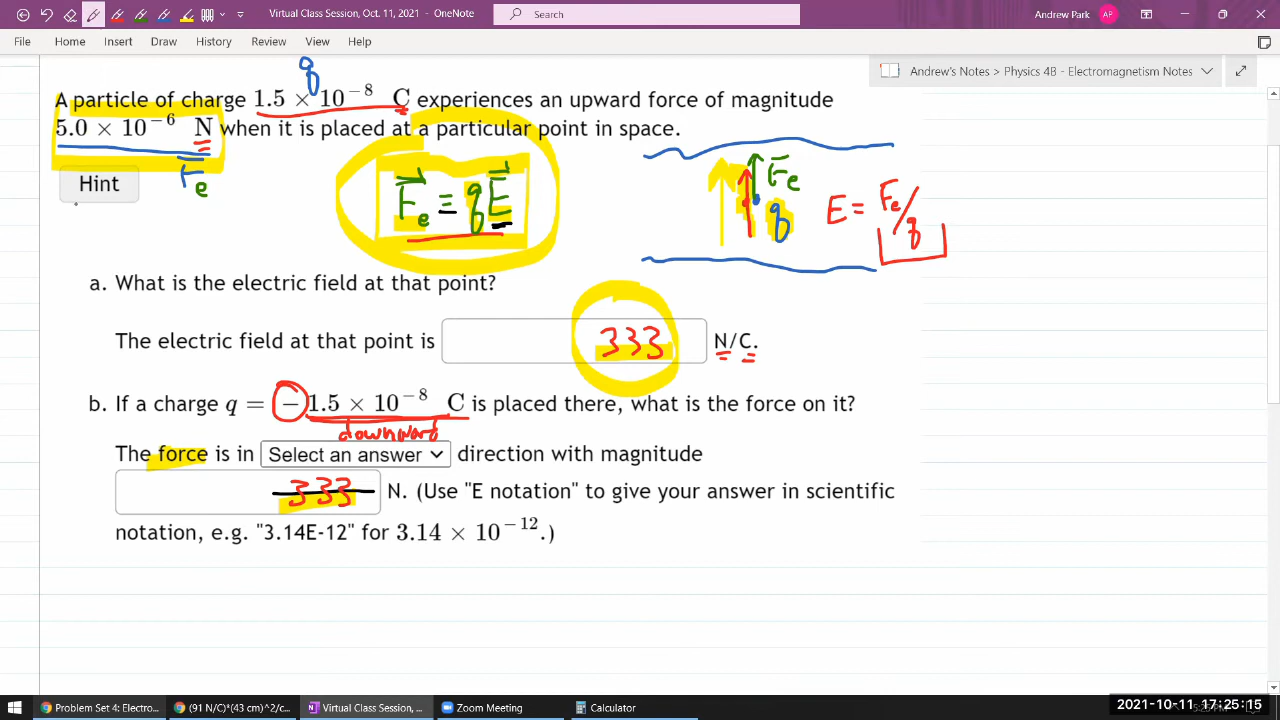 Virtual Class Session, Oct. 11, 2021 - OneNote
Search
Andrew Park
AP
File Home Insert Draw History Review View Help
Andrew's Notes > Physics 4B - Electromagnetism Notes
q
A particle of charge 1.5 × 10⁻⁸ C experiences an upward force of magnitude
5.0 × 10⁻⁶ N when it is placed at a particular point in space.
Fe
Hint
Fe = qE
Fe
q
E = Fe/q
a. What is the electric field at that point?
The electric field at that point is 333 N/C.
b. If a charge q = −1.5 × 10⁻⁸ C is placed there, what is the force on it?
downward
The force is in Select an answer direction with magnitude
333 N. (Use "E notation" to give your answer in scientific
notation, e.g. "3.14E-12" for 3.14 × 10⁻¹².)
Problem Set 4: Electro...
(91 N/C)*(43 cm)^2/c...
Virtual Class Session,...
Zoom Meeting
Calculator
2021-10-11 17:25:15